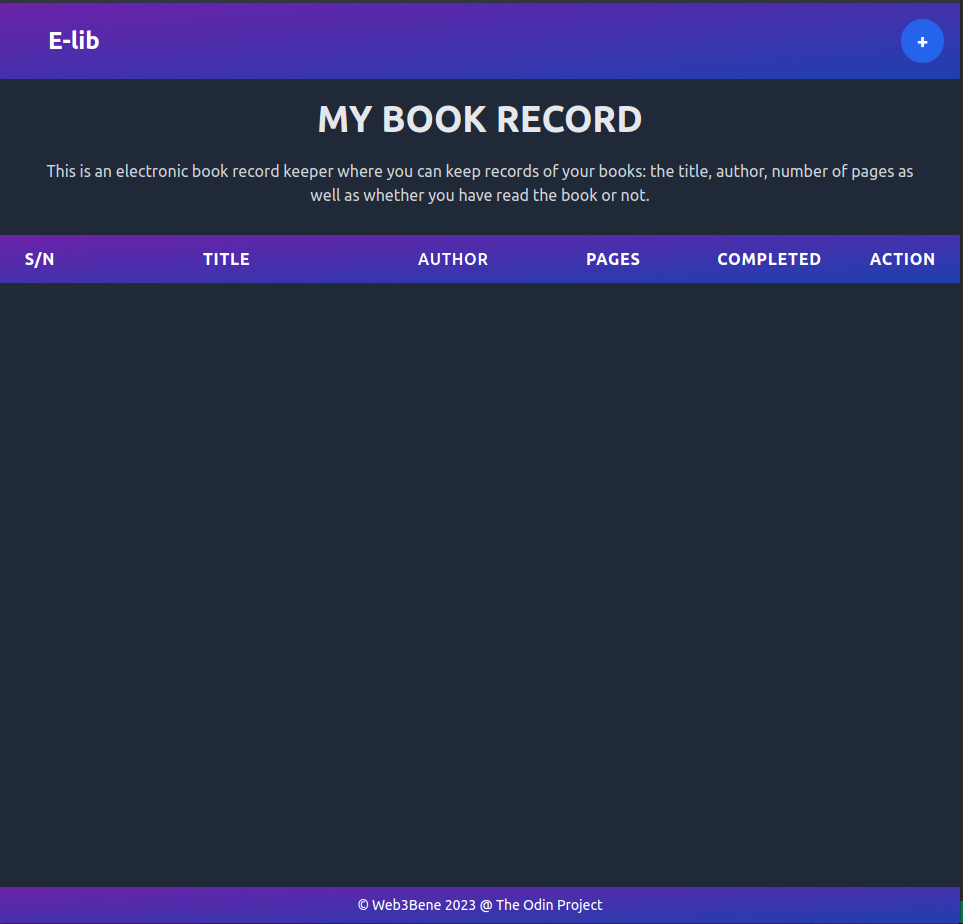 E-lib
+
MY BOOK RECORD
This is an electronic book record keeper where you can keep records of your books: the title, author, number of pages as
well as whether you have read the book or not.
S/N TITLE AUTHOR PAGES COMPLETED ACTION
© Web3Bene 2023 @ The Odin Project